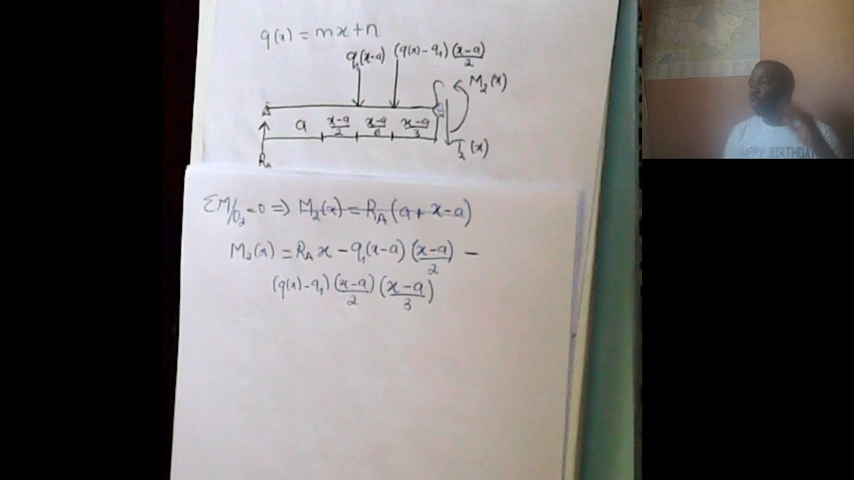 q(x) = mx+n
q₁(x-a) (q(x) - q₁) (x-a)/2
M₂(x)
a (x-a)/2 (x-a)/6 (x-a)/3
T₂(x)
R_A
ΣM/O₂ = 0 => M₂(x) = R_A (a + x - a)
M₂(x) = R_A x - q₁(x-a) (x-a)/2 -
(q(x) - q₁) (x-a)/2 (x-a)/3
HAPPY BIRTHDAY